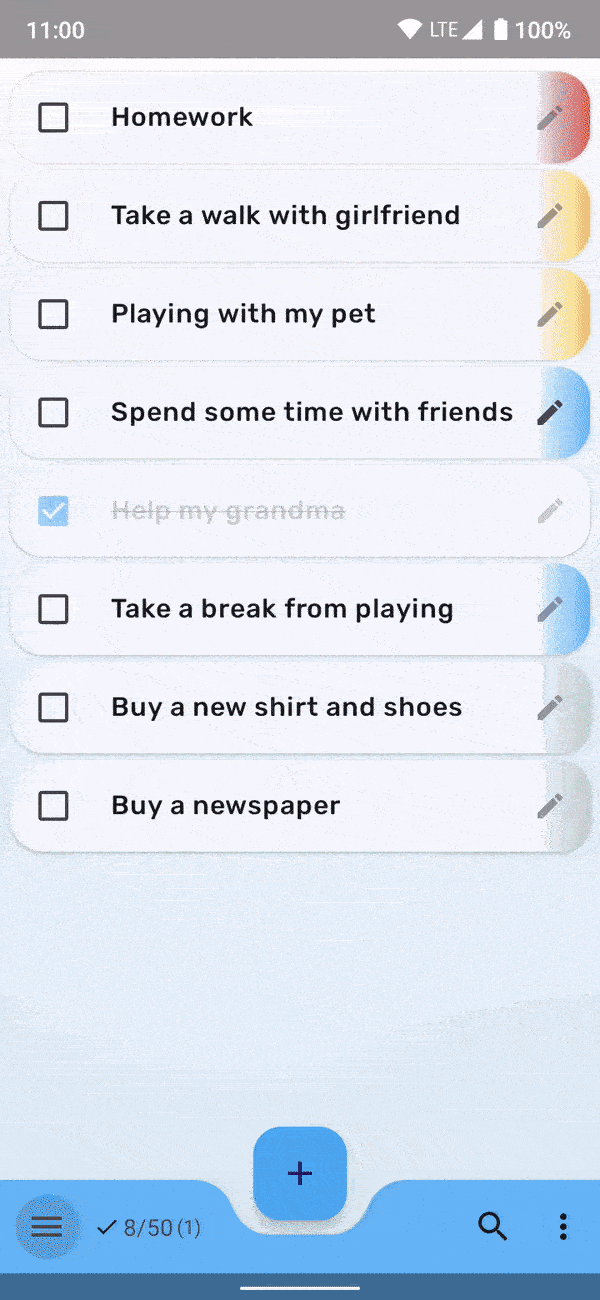 11:00 LTE 100%
Homework
Take a walk with girlfriend
Playing with my pet
Spend some time with friends
Help my grandma
Take a break from playing
Buy a new shirt and shoes
Buy a newspaper
8/50 (1)